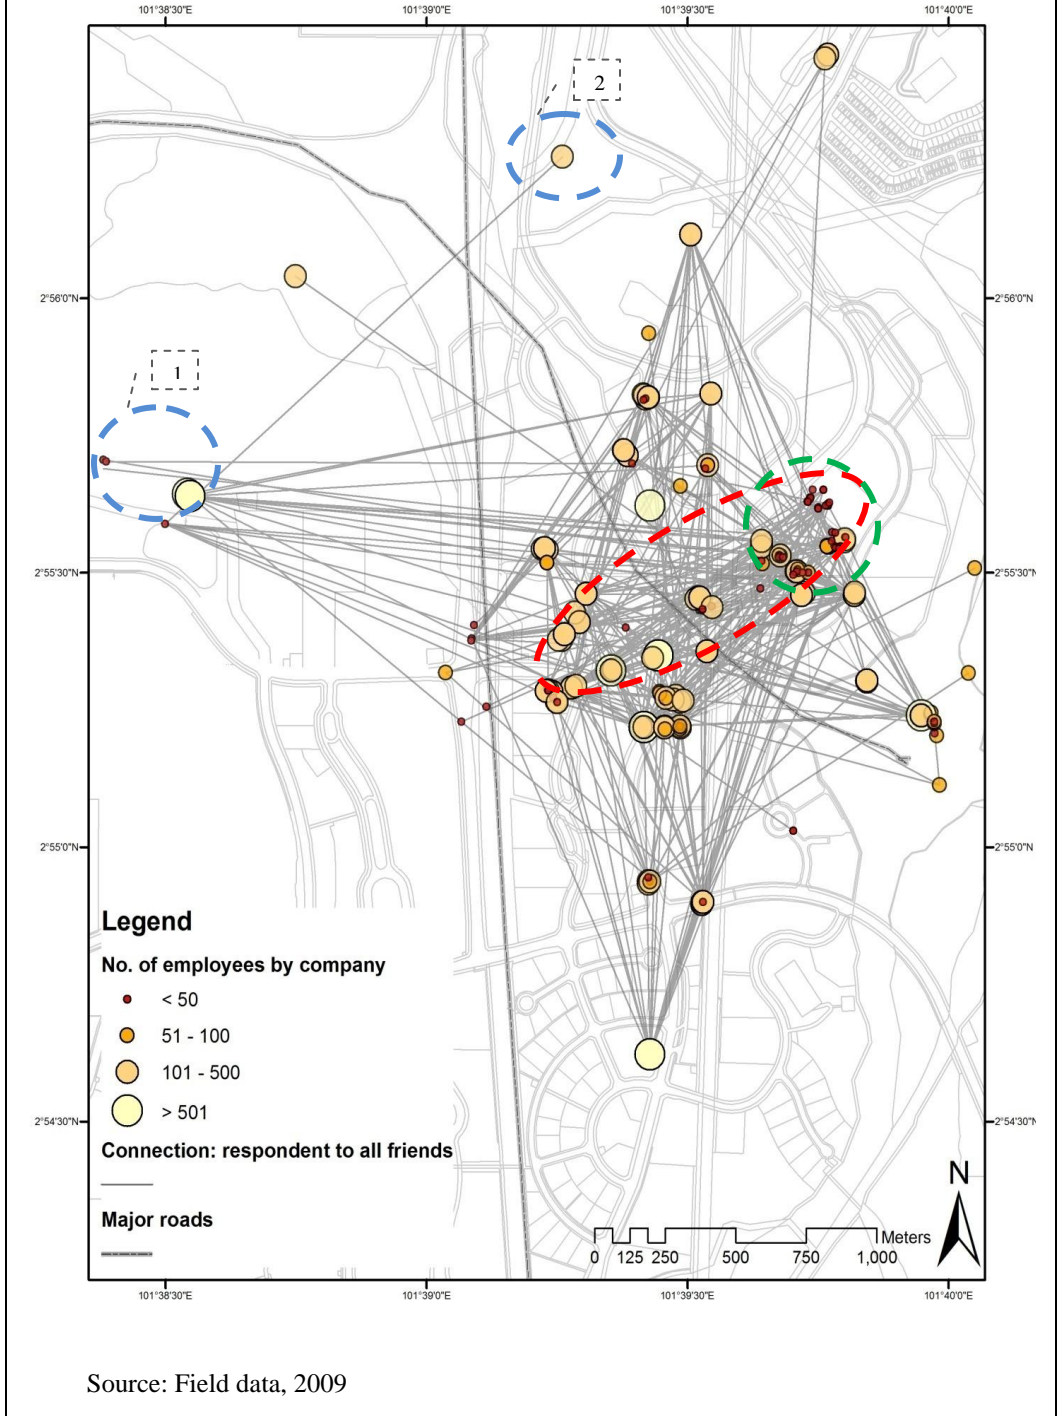 101°38'30"E 101°39'0"E 101°39'30"E 101°40'0"E
2
2°56'0"N 2°56'0"N
1
2°55'30"N 2°55'30"N
2°55'0"N 2°55'0"N
Legend
No. of employees by company
< 50
51 - 100
101 - 500
> 501
Connection: respondent to all friends
Major roads
2°54'30"N 2°54'30"N
N
Meters
0 125 250 500 750 1,000
101°38'30"E 101°39'0"E 101°39'30"E 101°40'0"E
Source: Field data, 2009